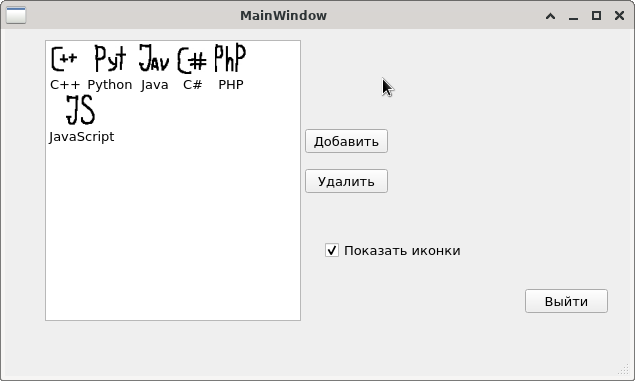 MainWindow
C++ Pyt Jav C# PhP
C++ Python Java C# PHP
JS
JavaScript
Добавить
Удалить
Показать иконки
Выйти